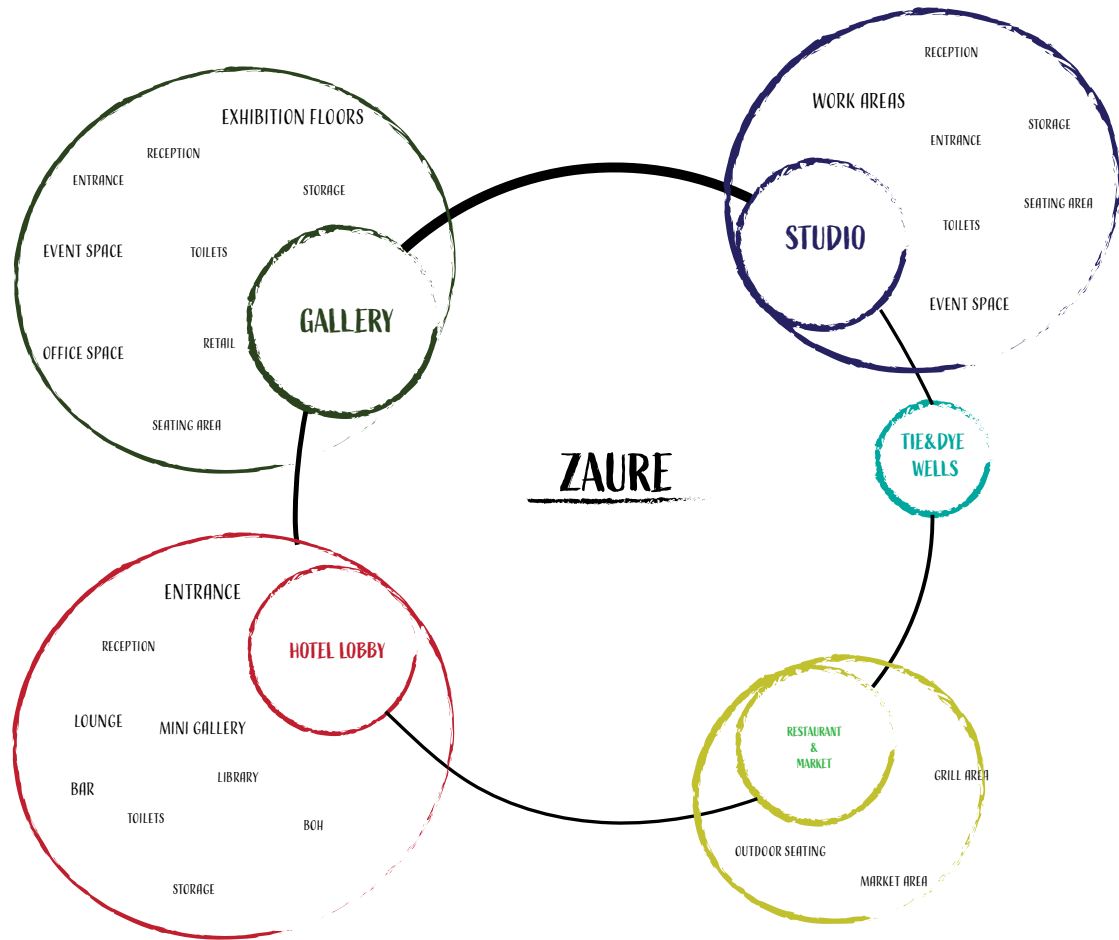 EXHIBITION FLOORS
RECEPTION
ENTRANCE
STORAGE
EVENT SPACE
TOILETS
GALLERY
RETAIL
OFFICE SPACE
SEATING AREA
RECEPTION
WORK AREAS
STORAGE
ENTRANCE
SEATING AREA
TOILETS
STUDIO
EVENT SPACE
TIE&DYE
WELLS
ZAURE
ENTRANCE
RECEPTION
HOTEL LOBBY
LOUNGE
MINI GALLERY
LIBRARY
BAR
TOILETS
BOH
STORAGE
RESTAURANT
&
MARKET
GRILL AREA
OUTDOOR SEATING
MARKET AREA